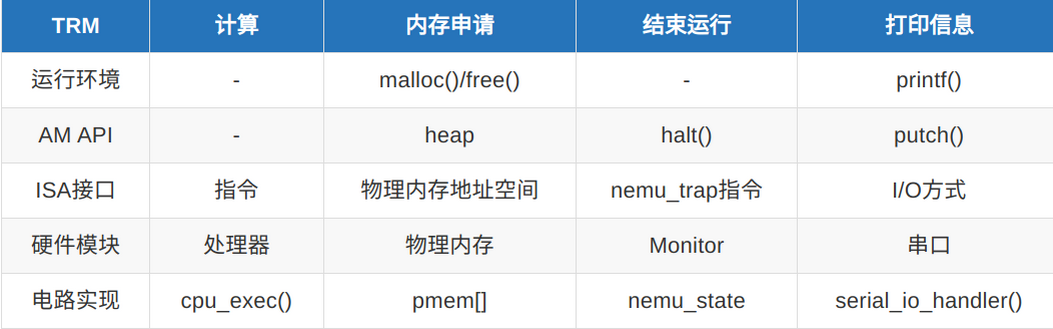 TRM 计算 内存申请 结束运行 打印信息
运行环境 - malloc()/free() - printf()
AM API - heap halt() putch()
ISA接口 指令 物理内存地址空间 nemu_trap指令 I/O方式
硬件模块 处理器 物理内存 Monitor 串口
电路实现 cpu_exec() pmem[] nemu_state serial_io_handler()